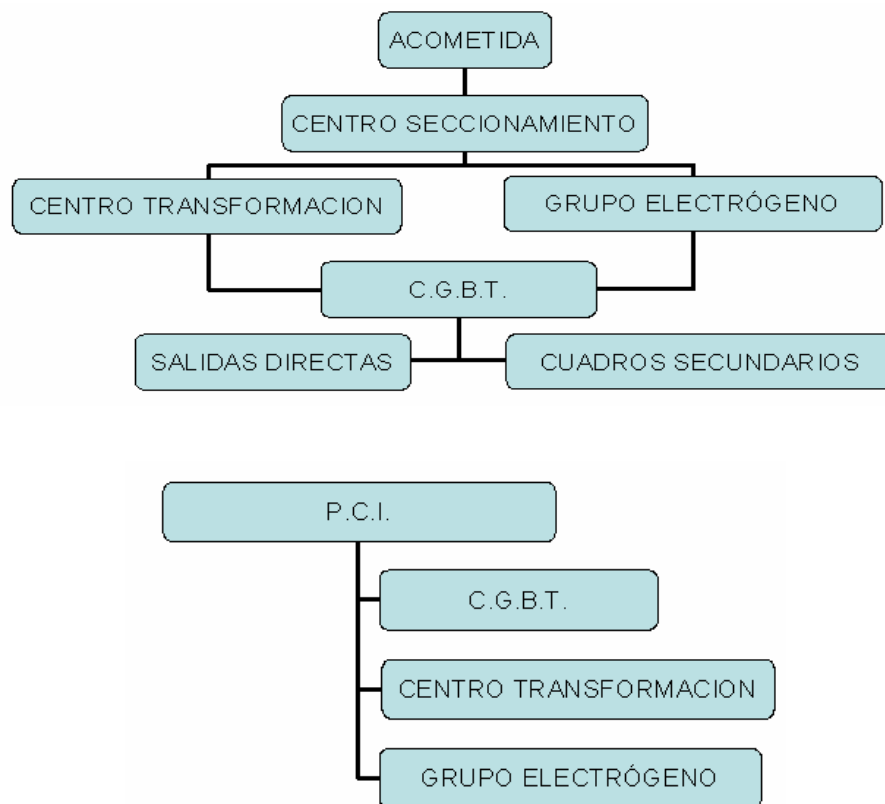 ACOMETIDA
CENTRO SECCIONAMIENTO
CENTRO TRANSFORMACION
GRUPO ELECTRÓGENO
C.G.B.T.
SALIDAS DIRECTAS
CUADROS SECUNDARIOS
P.C.I.
C.G.B.T.
CENTRO TRANSFORMACION
GRUPO ELECTRÓGENO